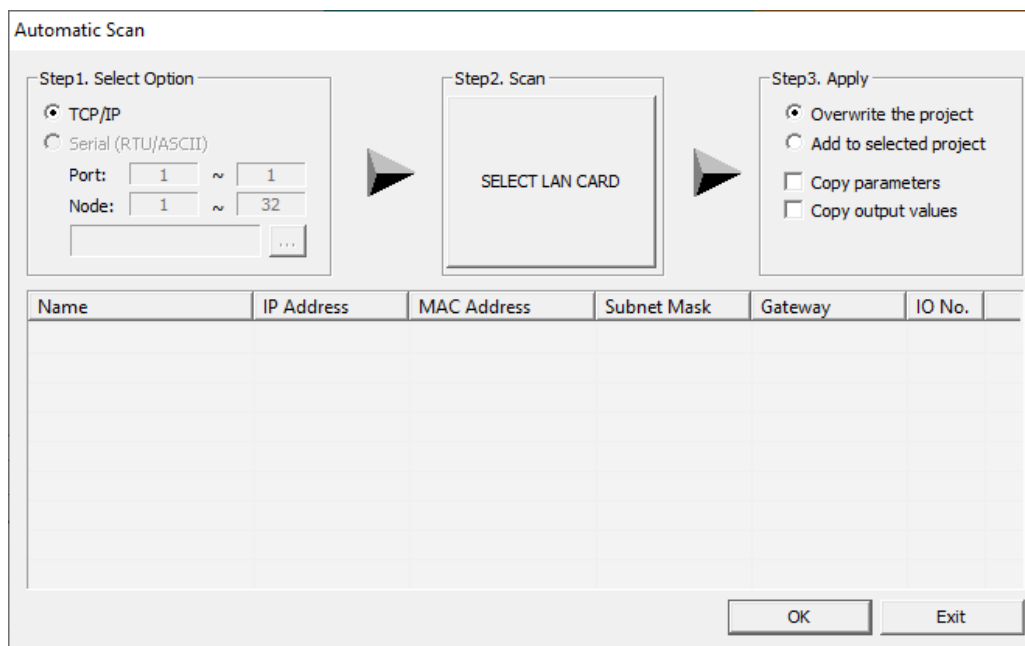 Automatic Scan
Step1. Select Option
TCP/IP
Serial (RTU/ASCII)
Port: 1 ~ 1
Node: 1 ~ 32
...
Step2. Scan
SELECT LAN CARD
Step3. Apply
Overwrite the project
Add to selected project
Copy parameters
Copy output values
Name IP Address MAC Address Subnet Mask Gateway IO No.
OK Exit